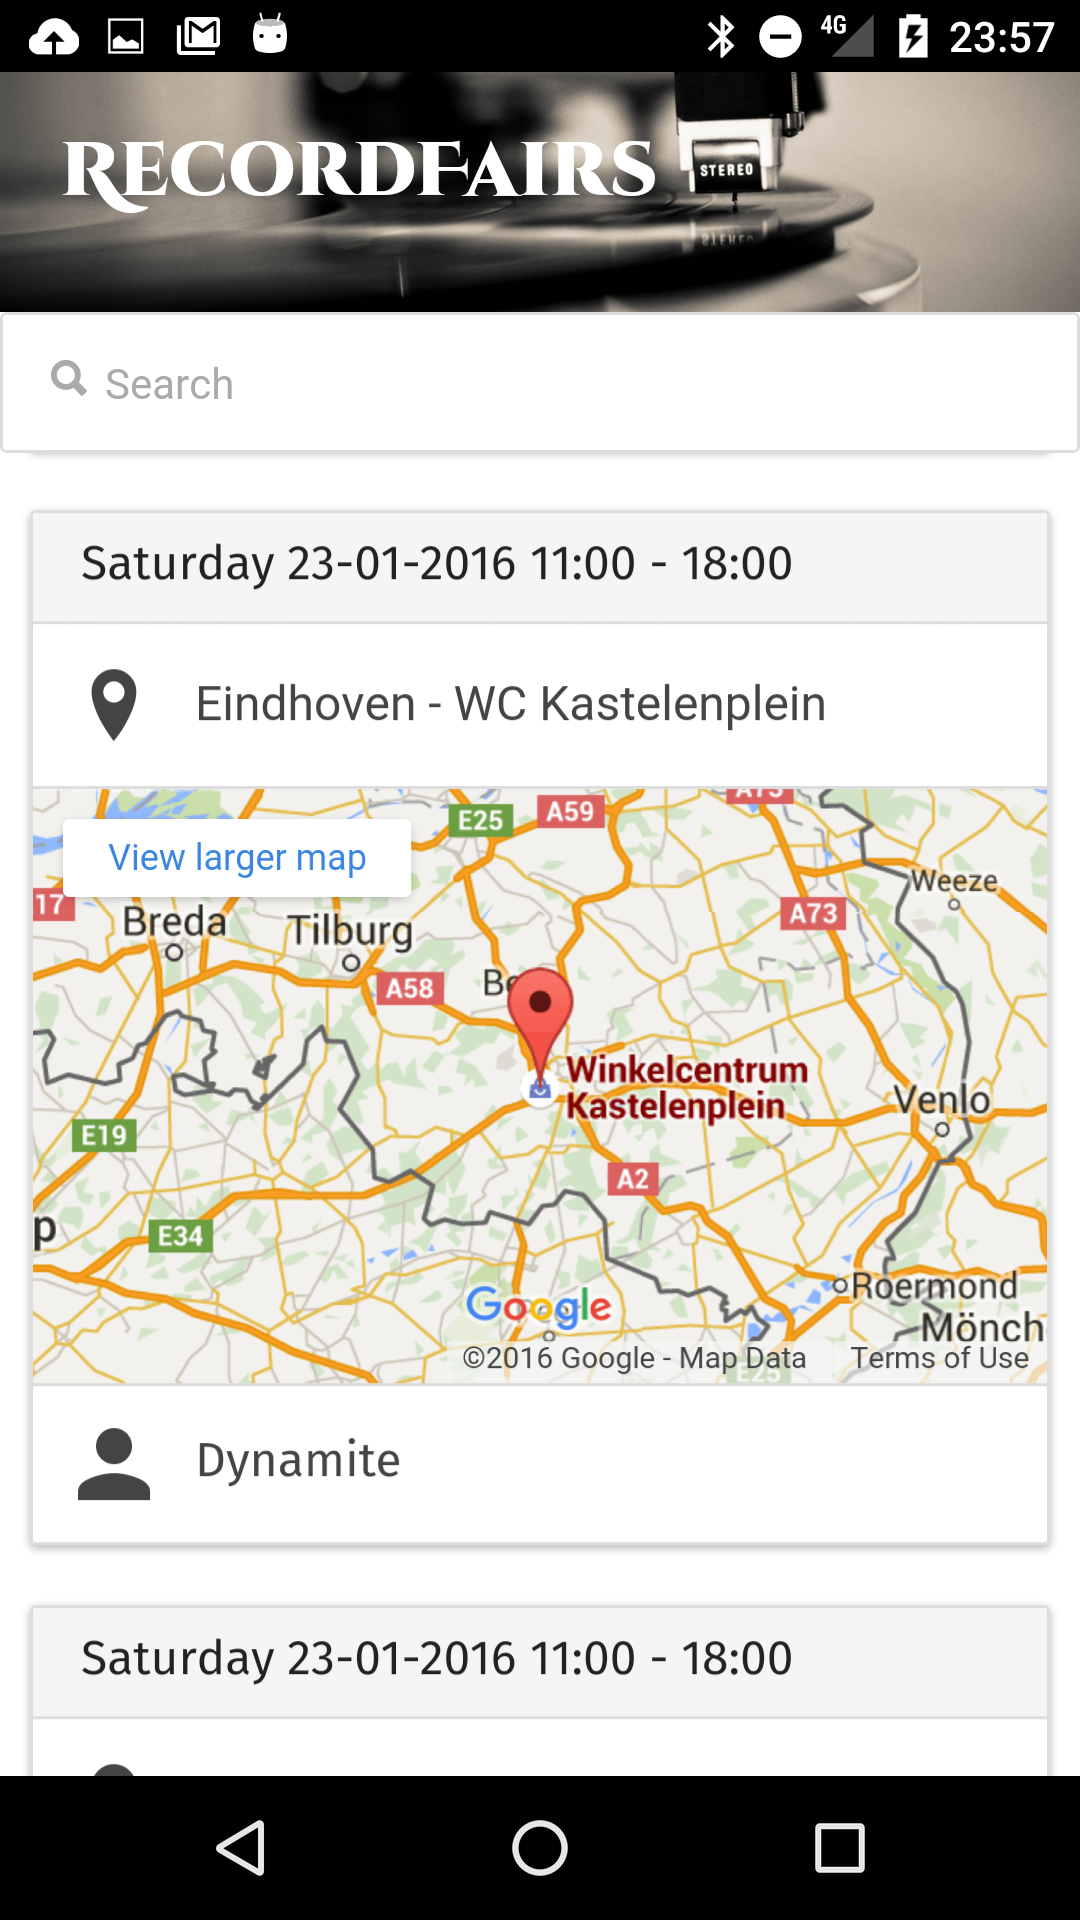 4G 23:57
RECORDFAIRS
STEREO
Search
Saturday 23-01-2016 11:00 - 18:00
Eindhoven - WC Kastelenplein
View larger map
E25
A59
A73
Weeze
17
Breda
Tilburg
A73
A58
Be
Winkelcentrum
Kastelenplein
Venlo
E19
A2
p
E34
Roermond
Mönch
Google
©2016 Google - Map Data
Terms of Use
E25
Dynamite
Saturday 23-01-2016 11:00 - 18:00